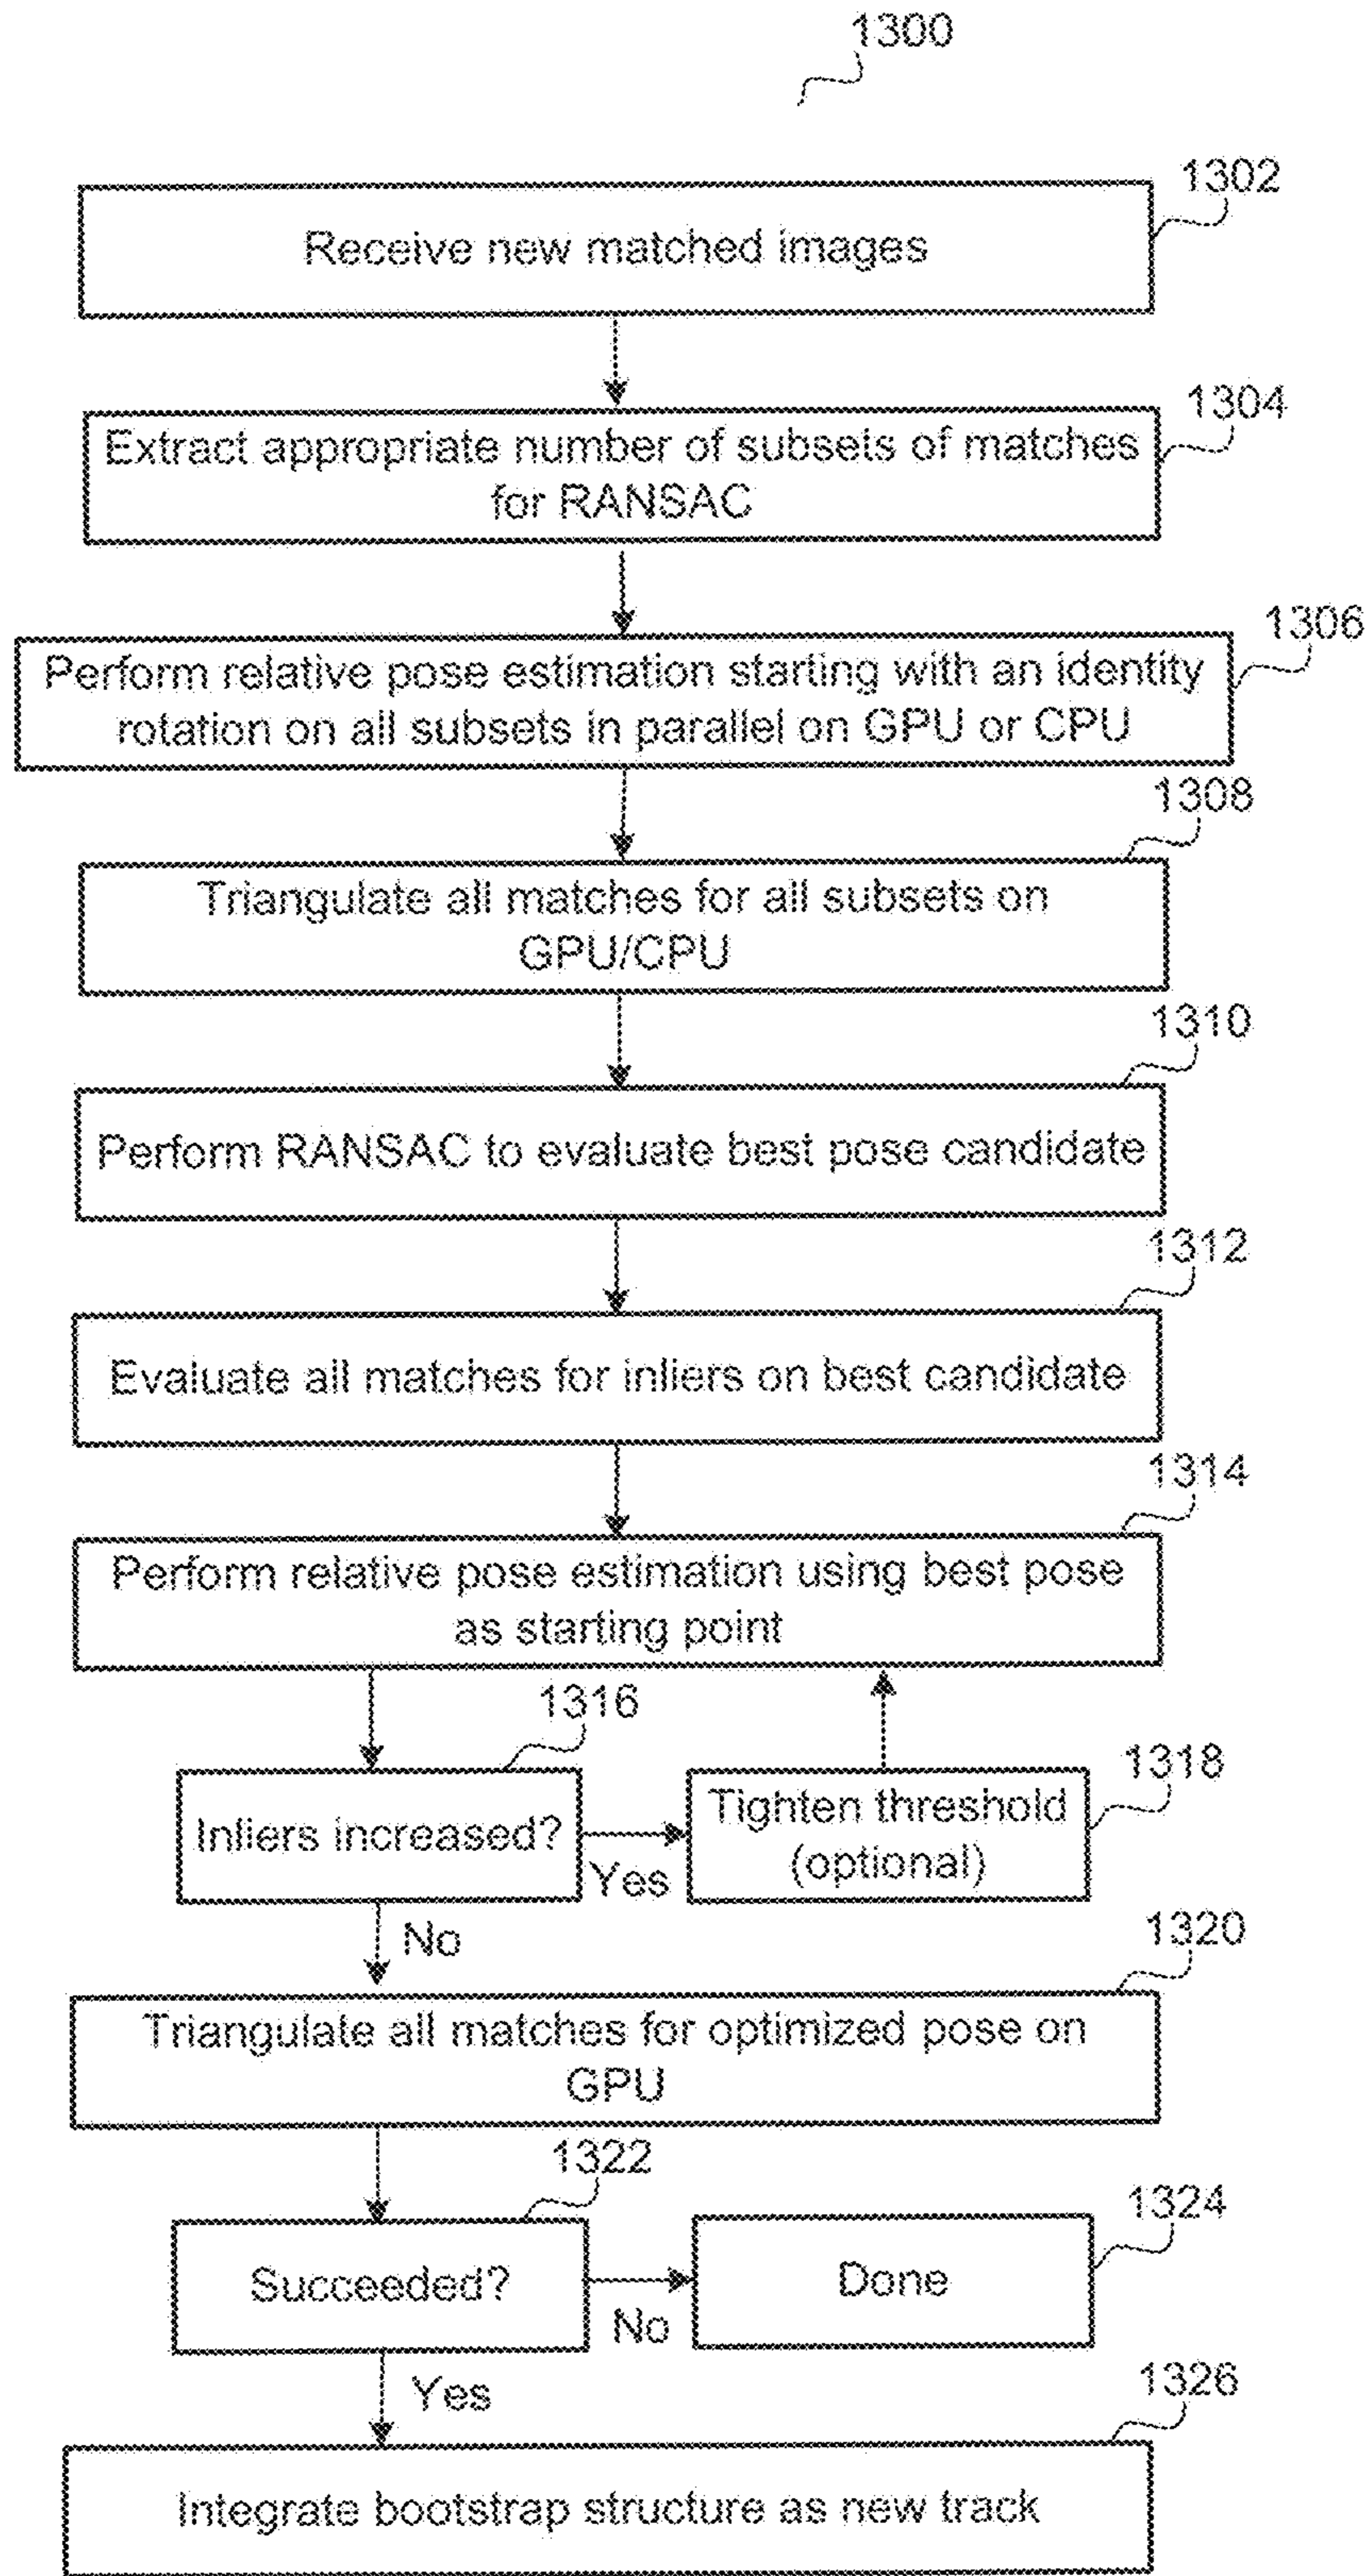 1300
1302
Receive new matched images
1304
Extract appropriate number of subsets of matches
for RANSAC
1306
Perform relative pose estimation starting with an identity
rotation on all subsets in parallel on GPU or CPU
1308
Triangulate all matches for all subsets on
GPU/CPU
1310
Perform RANSAC to evaluate best pose candidate
1312
Evaluate all matches for inliers on best candidate
1314
Perform relative pose estimation using best pose
as starting point
1316
Inliers increased?
Yes
1318
Tighten threshold
(optional)
No
1320
Triangulate all matches for optimized pose on
GPU
1322
Succeeded?
No
1324
Done
Yes
1326
Integrate bootstrap structure as new track